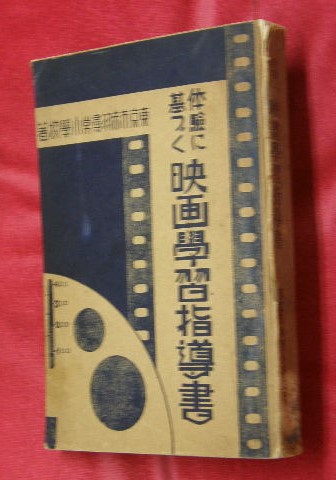 体験に
基づく
映画學習指導書
東京市赤羽尋常小學校著